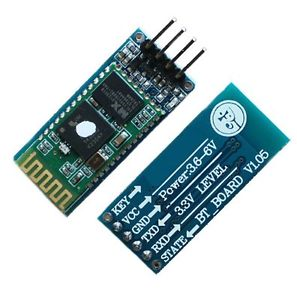 Power:3.6--6V
3.3V LEVEL
BT_BOARD V1.05
KEY
VCC
GND
TXD
RXD
STATE